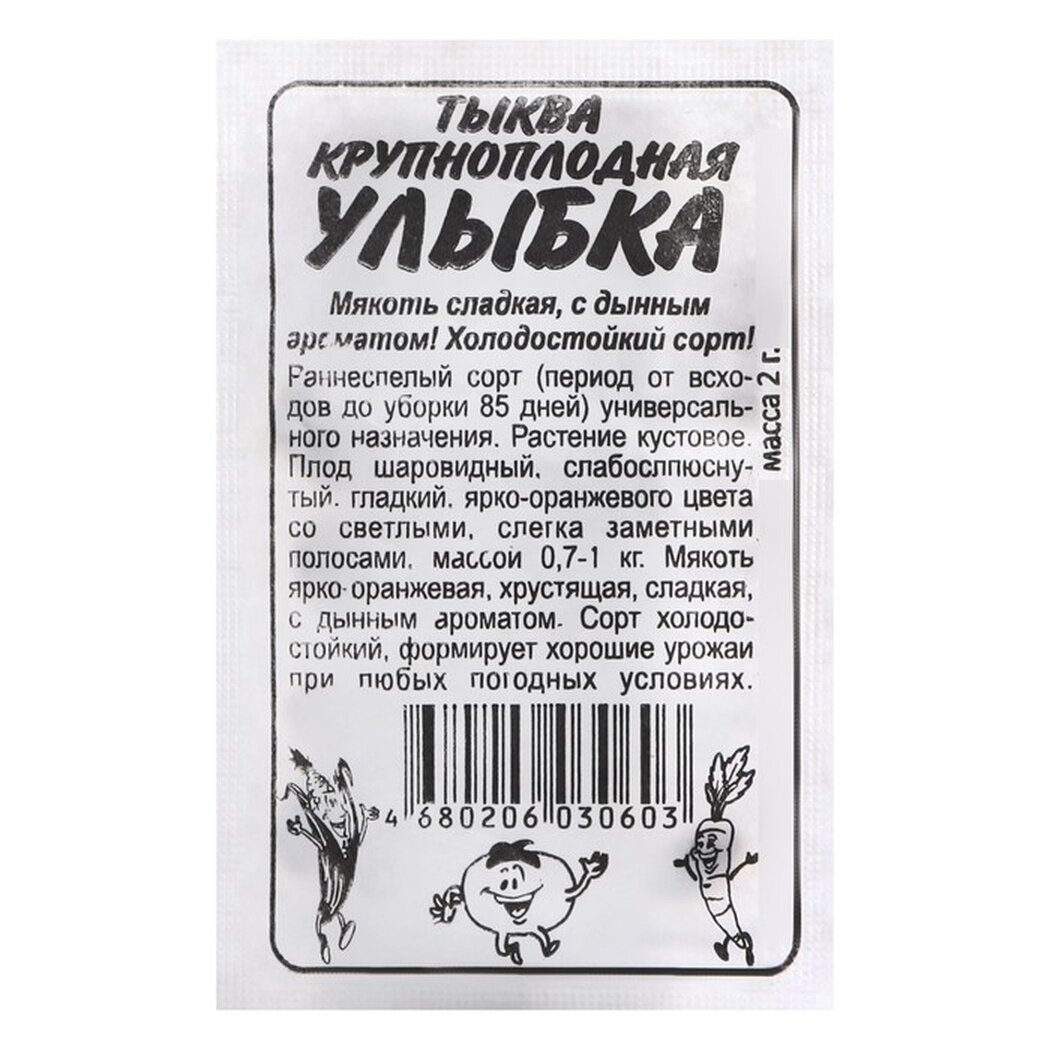 ТЫКВА
КРУПНОПЛОДНАЯ
УЛЫБКА
Мякоть сладкая, с дынным
ароматом! Холодостойкий сорт!
Раннеспелый сорт (период от всхо-
дов до уборки 85 дней) универсаль-
ного назначения. Растение кустовое.
Плод шаровидный, слабосплюсну-
тый, гладкий, ярко-оранжевого цвета
со светлыми, слегка заметными
полосами, массой 0,7-1 кг. Мякоть
ярко-оранжевая, хрустящая, сладкая,
с дынным ароматом. Сорт холодо-
стойкий, формирует хорошие урожаи
при любых погодных условиях.
масса 2 г.
4 680206 030603